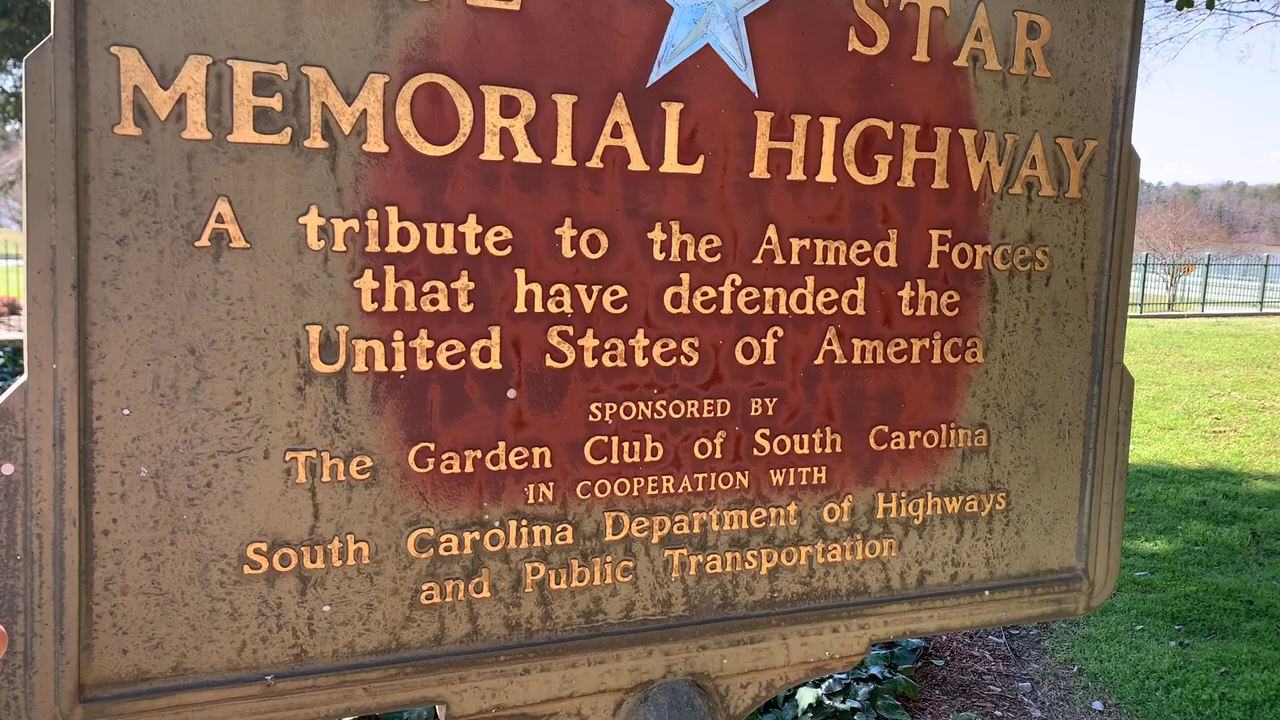 STAR
MEMORIAL HIGHWAY
A tribute to the Armed Forces
that have defended the
United States of America
SPONSORED BY
The Garden Club of South Carolina
IN COOPERATION WITH
South Carolina Department of Highways
and Public Transportation